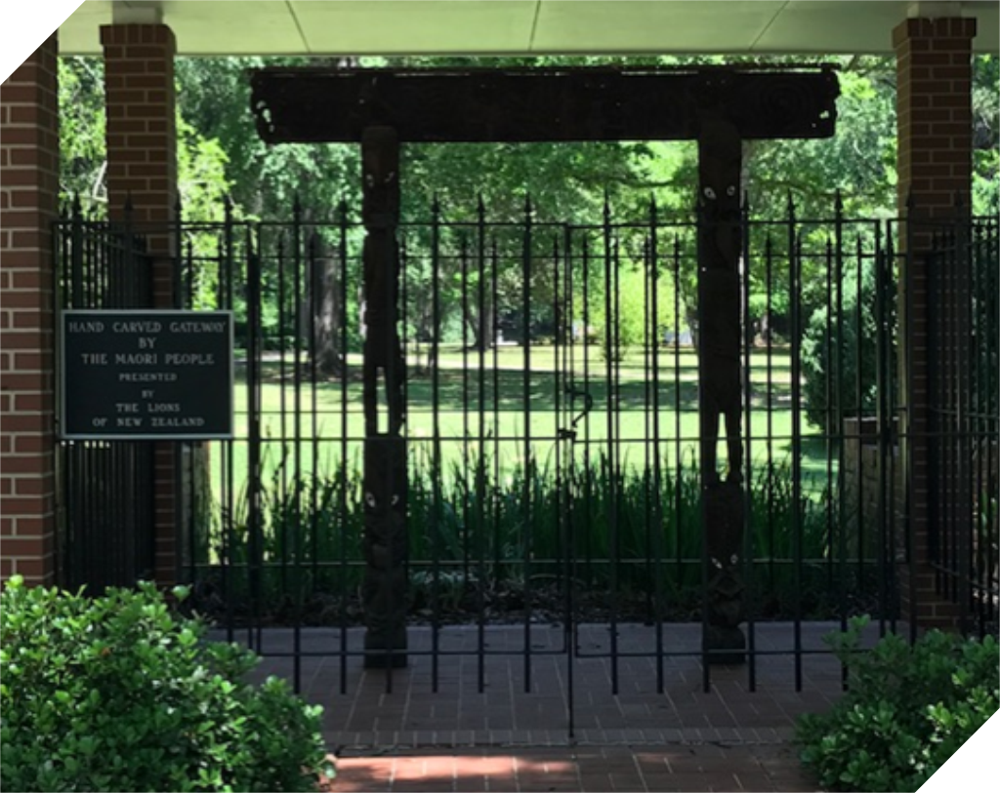 HAND CARVED GATEWAY
BY
THE MAORI PEOPLE
PRESENTED
BY
THE LIONS
OF NEW ZEALAND